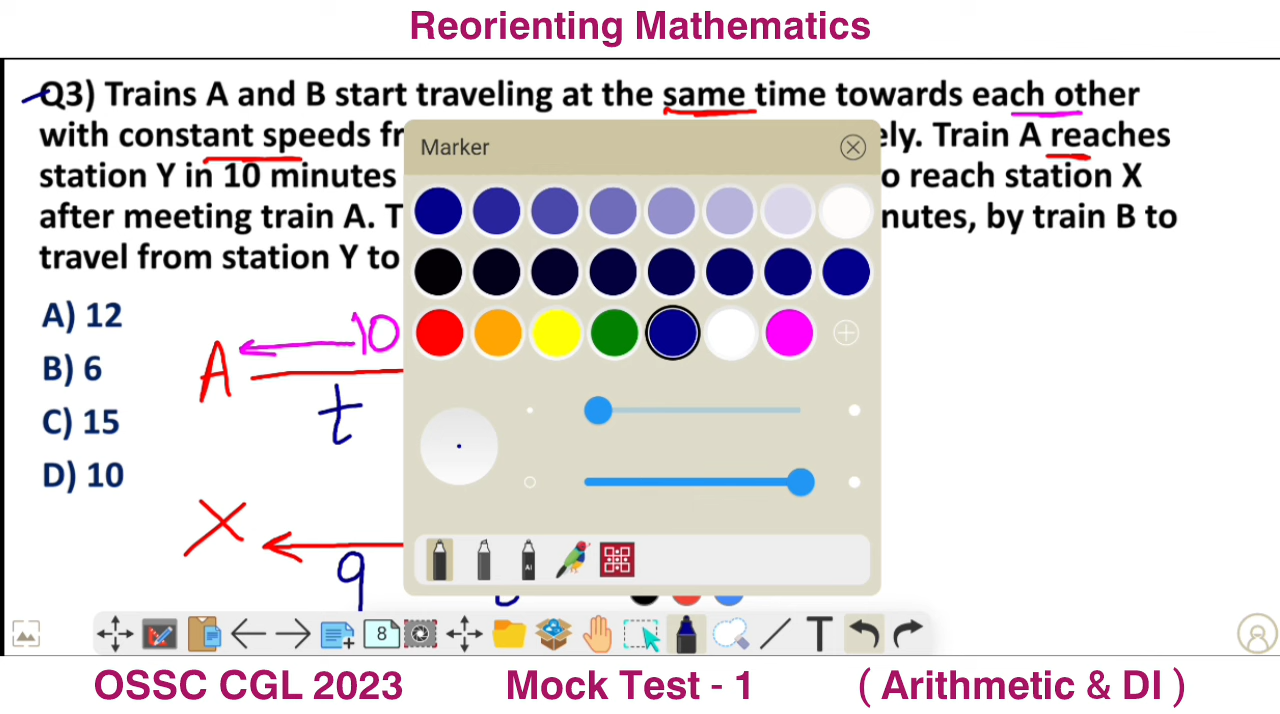 Reorienting Mathematics
Q3) Trains A and B start traveling at the same time towards each other
with constant speeds fr ely. Train A reaches
station Y in 10 minutes o reach station X
after meeting train A. T nutes, by train B to
travel from station Y to
Marker
A) 12
B) 6
C) 15
D) 10
10
A
t
X
9
AI
8
T
OSSC CGL 2023 Mock Test - 1 ( Arithmetic & DI )